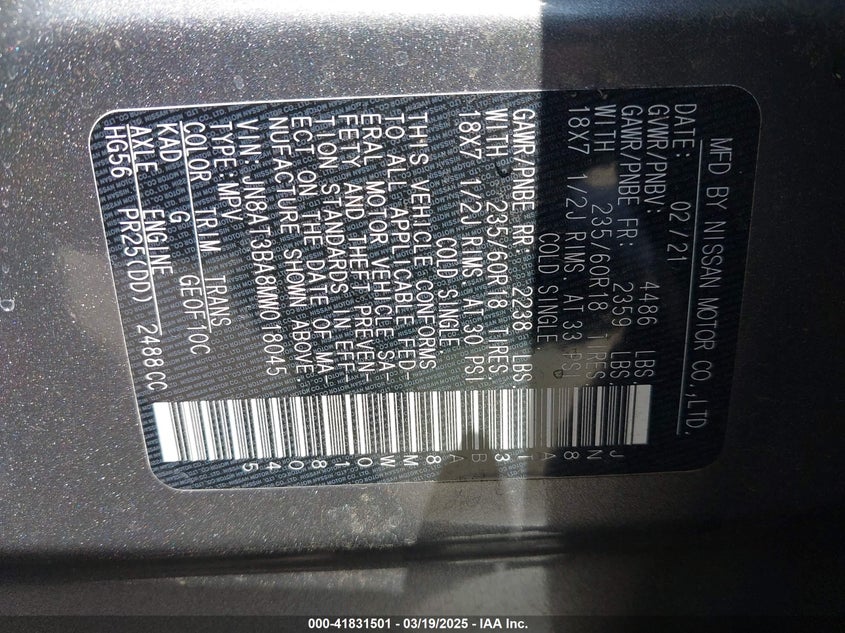 MFD BY NISSAN MOTOR CO.,LTD.
DATE: 02/21
GVWR/PNBV: 4486 LBS.
GAWR/PNBE FR: 2359 LBS.
WITH 235/60R18 TIRES,
18X7 1/2J RIMS AT 33 PSI
COLD SINGLE
GAWR/PNBE RR: 2238 LBS.
WITH 235/60R18 TIRES,
18X7 1/2J RIMS AT 30 PSI
COLD SINGLE
THIS VEHICLE CONFORMS
TO ALL APPLICABLE FED-
ERAL MOTOR VEHICLE SA-
FETY AND THEFT PREVEN-
TION STANDARDS IN EFF-
ECT ON THE DATE OF MA-
NUFACTURE SHOWN ABOVE.
VIN: JN8AT3BA8MW018045
TYPE: MPV
COLOR TRIM TRANS.
KAD G GE0F10C
AXLE ENGINE
HG56 PR25(DD) 2488CC
JN8AT3BA8MW018045
000-41831501 - 03/19/2025 - IAA Inc.